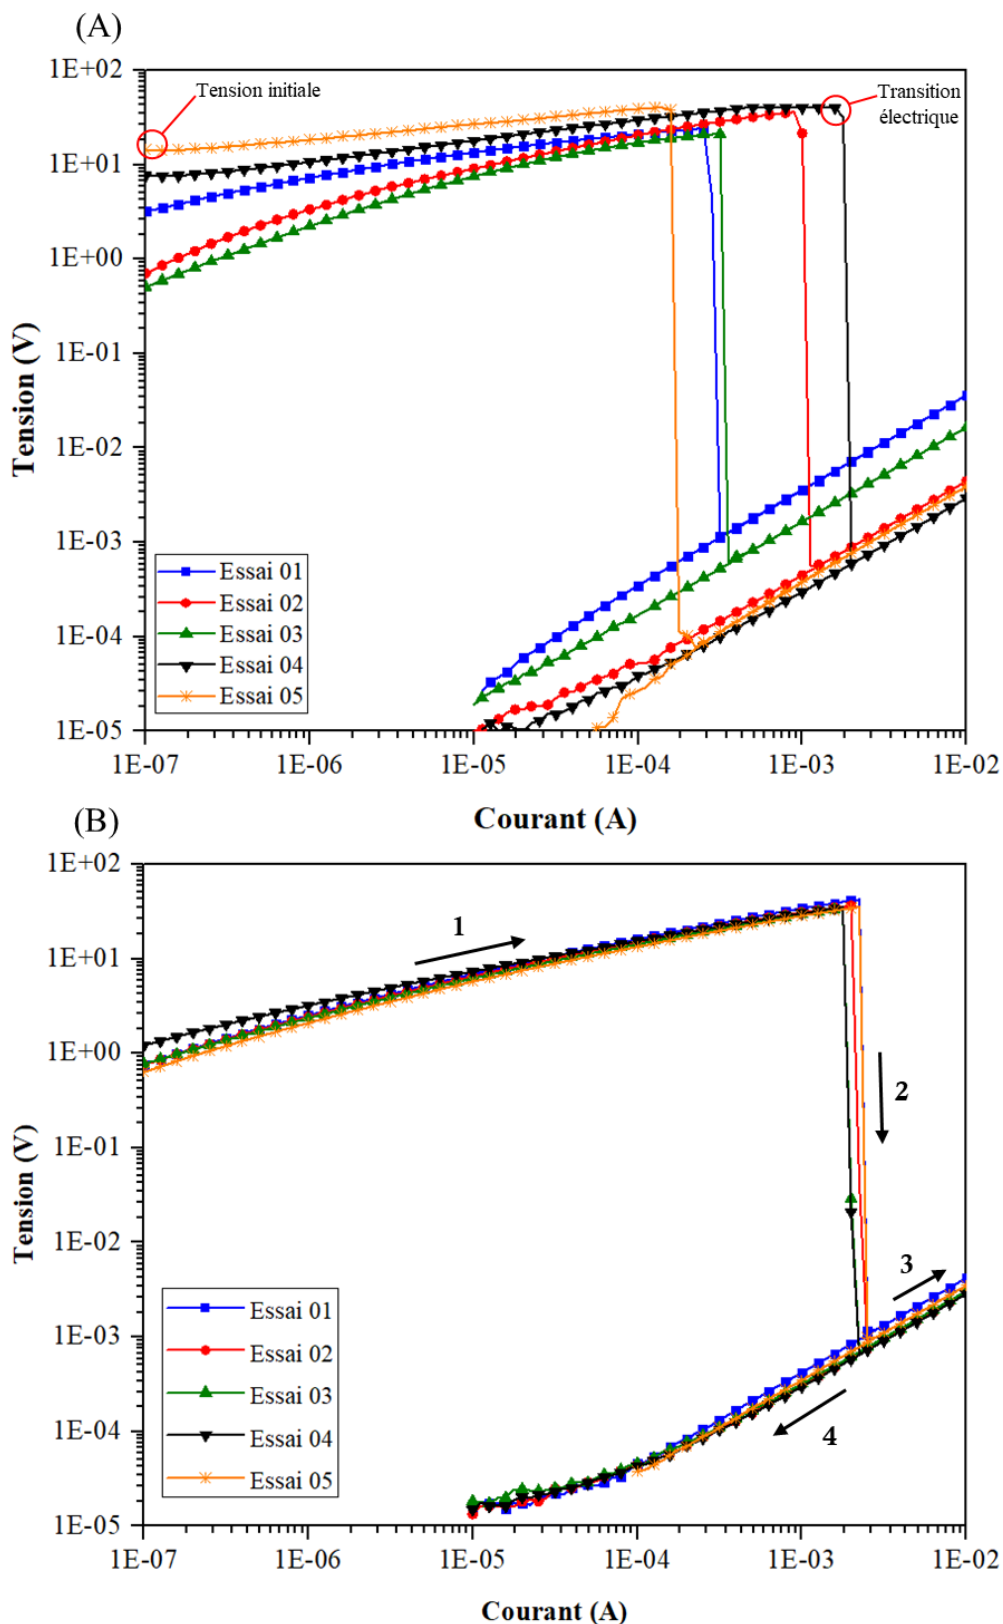 (A)
1E+02
Tension initiale
Transition
électrique
1E+01
1E+00
1E-01
1E-02
1E-03
1E-04
1E-05
Tension (V)
Essai 01
Essai 02
Essai 03
Essai 04
Essai 05
1E-07
1E-06
1E-05
1E-04
1E-03
1E-02
Courant (A)
(B)
1E+02
1
1E+01
1E+00
2
1E-01
1E-02
3
1E-03
1E-04
4
1E-05
Tension (V)
Essai 01
Essai 02
Essai 03
Essai 04
Essai 05
1E-07
1E-06
1E-05
1E-04
1E-03
1E-02
Courant (A)